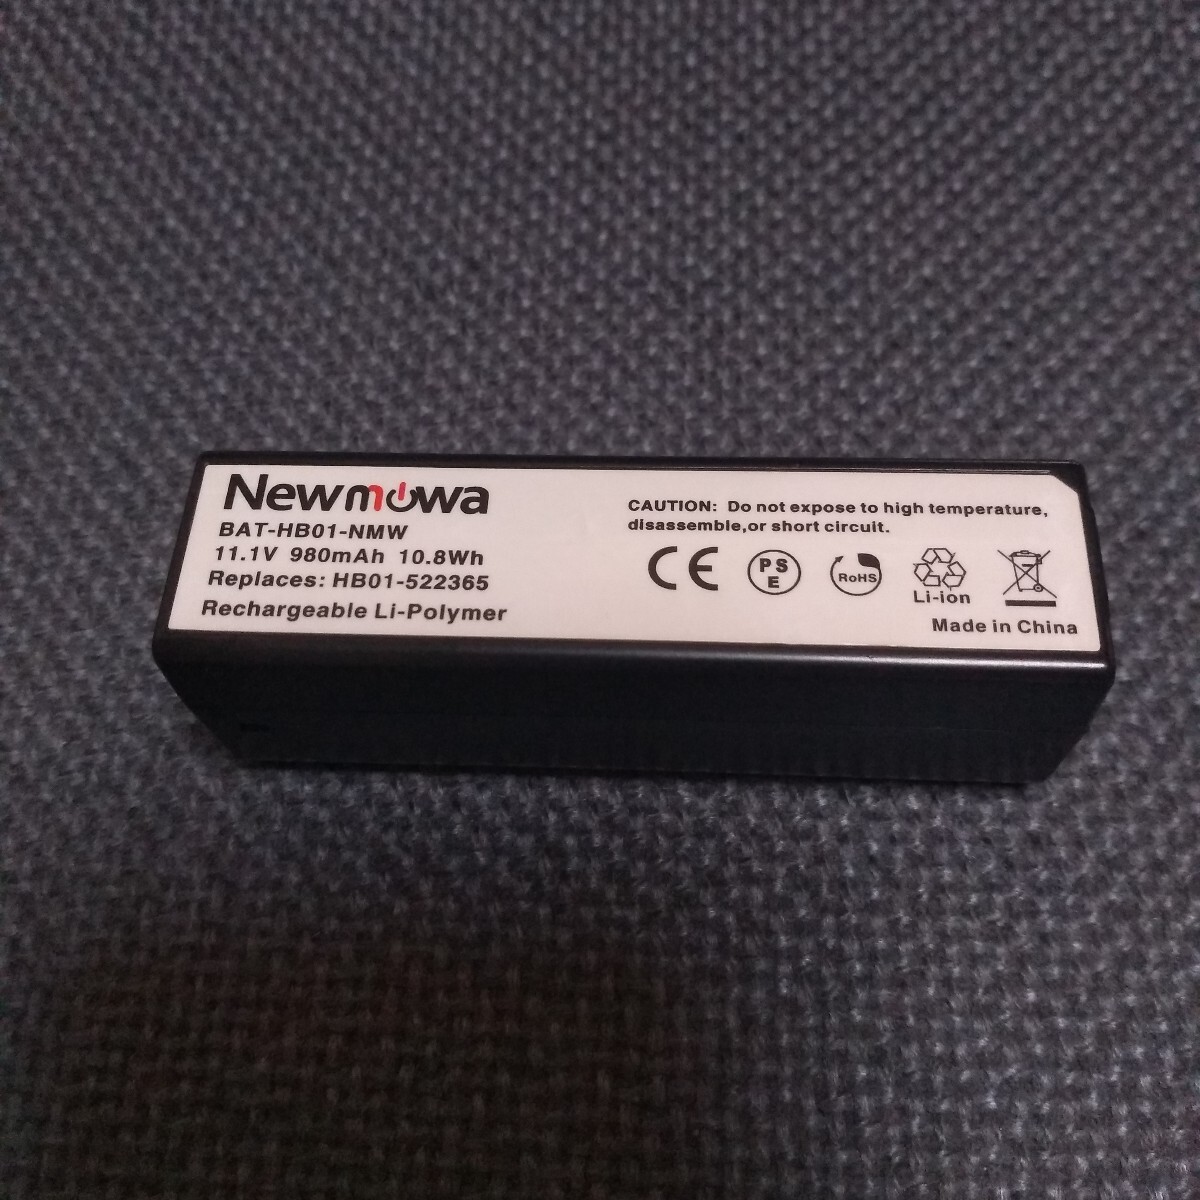 Newmowa
BAT-HB01-NMW
11.1V 980mAh 10.8Wh
Replaces: HB01-522365
Rechargeable Li-Polymer
CAUTION: Do not expose to high temperature,
disassemble,or short circuit.
CE
PS
E
RoHS
Li-ion
Made in China